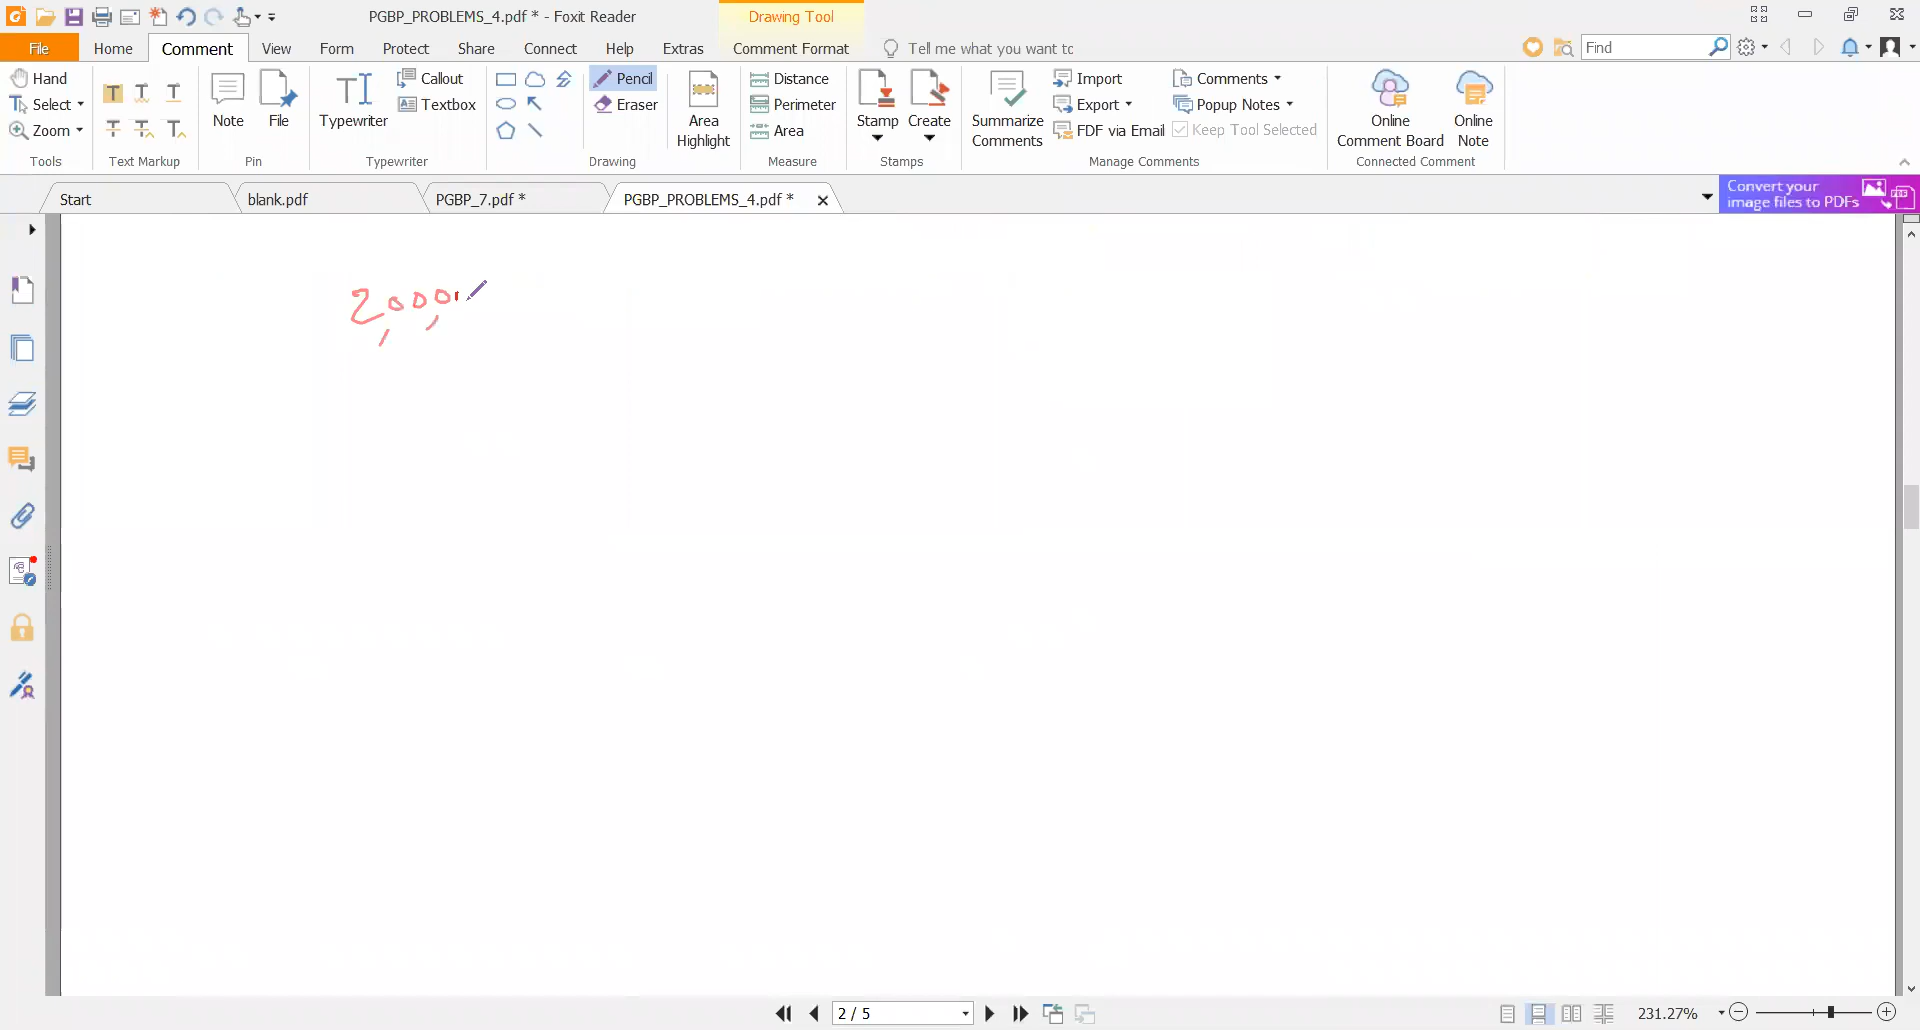 PGBP_PROBLEMS_4.pdf * - Foxit Reader
Drawing Tool
File Home Comment View Form Protect Share Connect Help Extras Comment Format Tell me what you want to Find
Hand
Select
Zoom
Tools
Text Markup
Note
File
Pin
Typewriter
Callout
Textbox
Typewriter
Pencil
Eraser
Drawing
Area
Highlight
Distance
Perimeter
Area
Measure
Stamp
Create
Stamps
Summarize
Comments
Import
Export
FDF via Email
Comments
Popup Notes
Keep Tool Selected
Manage Comments
Online
Comment Board
Online
Note
Connected Comment
Start blank.pdf PGBP_7.pdf * PGBP_PROBLEMS_4.pdf *
Convert your
image files to PDFs
PDF
2,00,0
2 / 5
231.27%